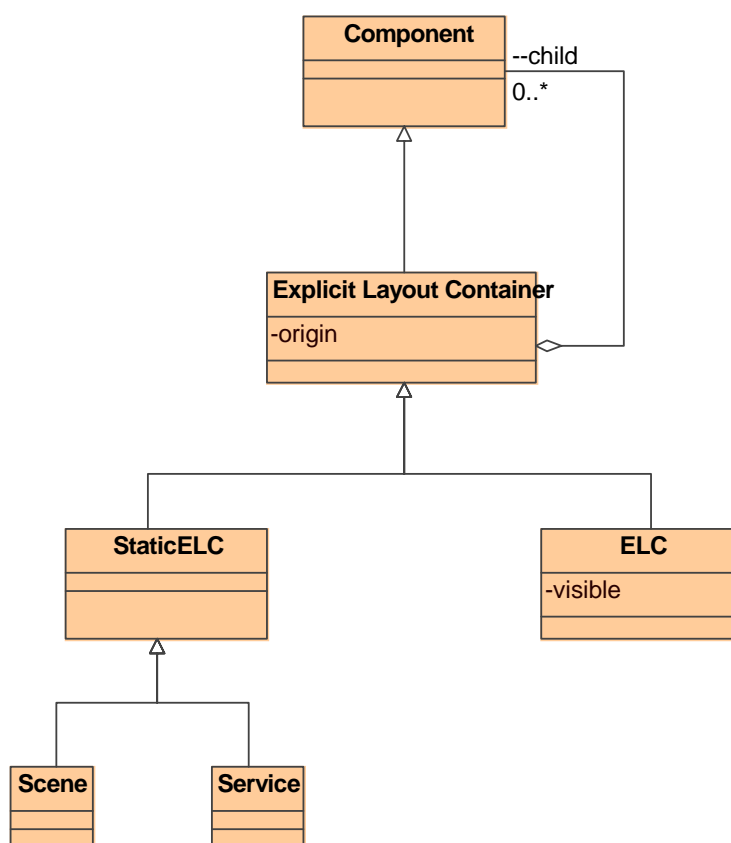 Component
--child
0..*
Explicit Layout Container
-origin
StaticELC
ELC
-visible
Scene
Service